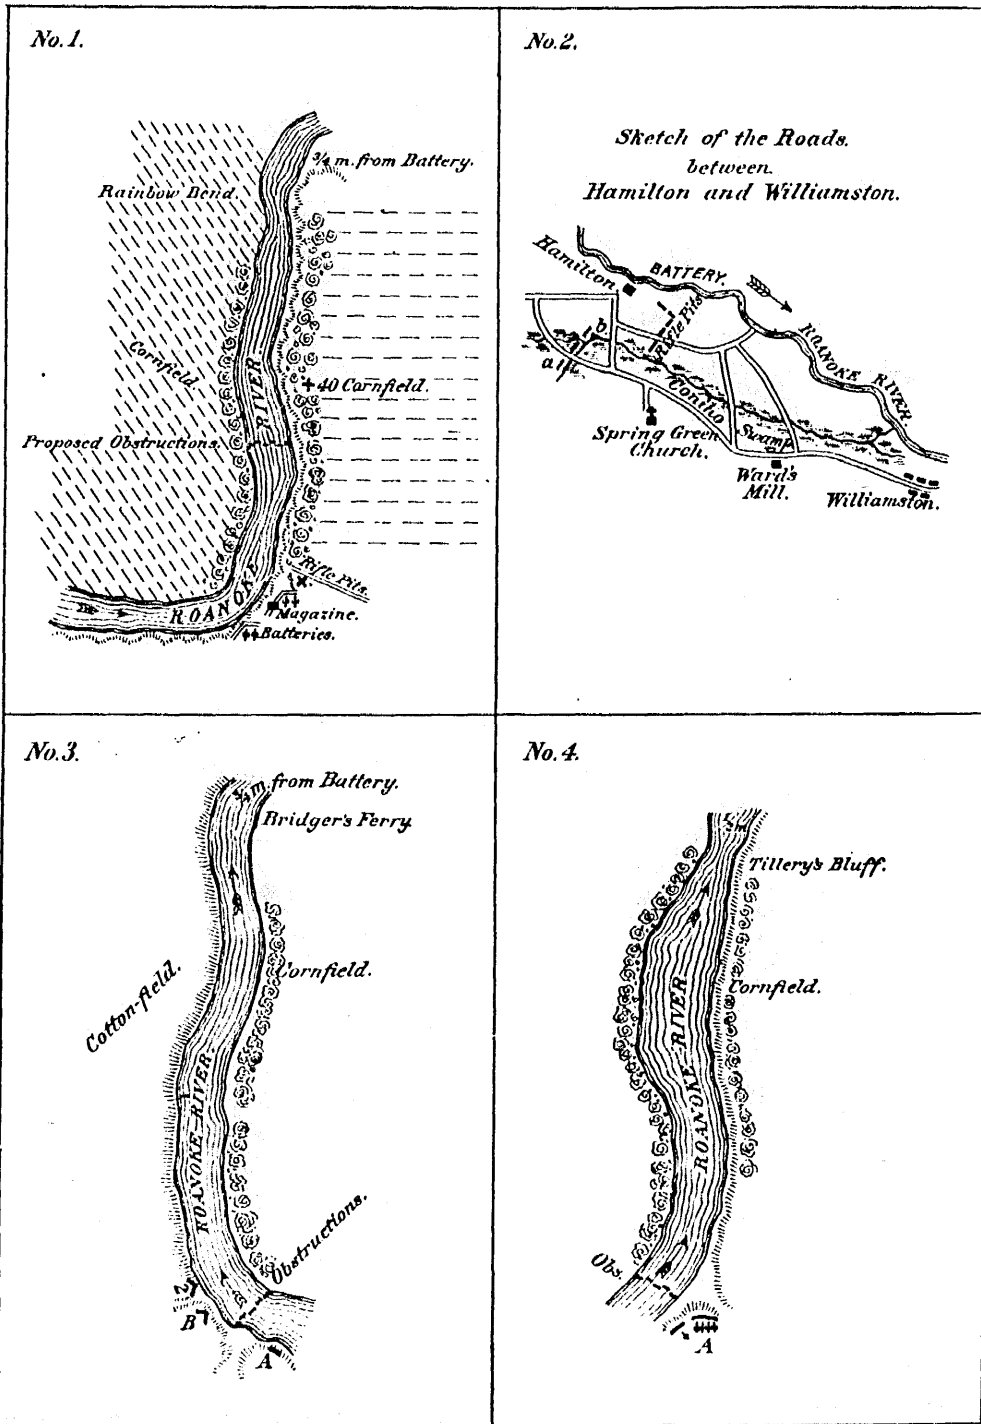 No. 1.
¾ m. from Battery.
Rainbow Bend.
Cornfield.
+40 Cornfield.
RIVER
Proposed Obstructions.
Rifle Pits.
ROANOKE
Magazine.
Batteries.
No. 2.
Sketch of the Roads.
between.
Hamilton and Williamston.
Hamilton.
BATTERY.
Rifle Pits
ROANOKE RIVER
b.
a
Contho
Swamp
Spring Green
Church.
Ward's
Mill.
Williamston.
No. 3.
¾ m. from Battery.
Bridger's Ferry
Cornfield.
Cotton-field.
ROANOKE RIVER.
Obstructions.
B
A
No. 4.
Tillery's Bluff.
Cornfield.
ROANOKE RIVER
Obs.
A